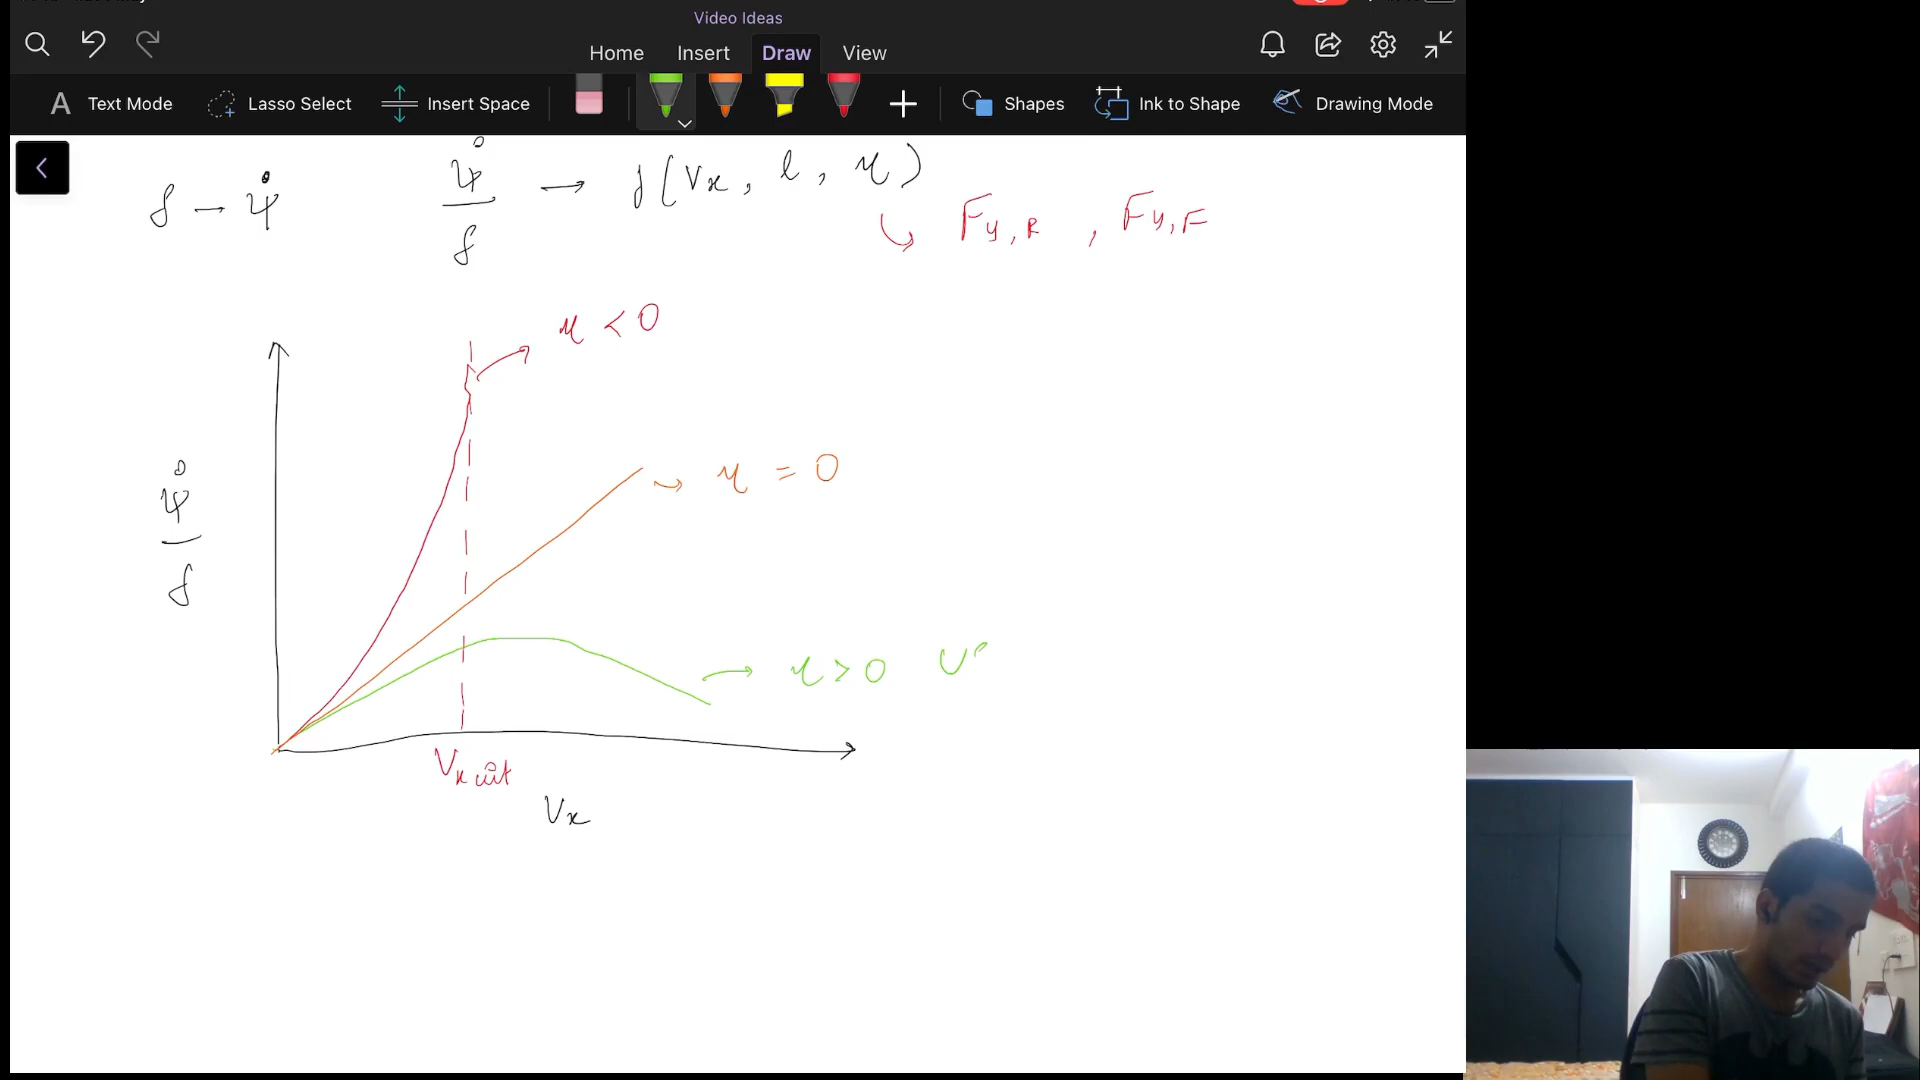 Video Ideas
Home Insert Draw View
A Text Mode Lasso Select Insert Space Shapes Ink to Shape Drawing Mode
δ → ψ̇
ψ̇/δ → f(Vx, l, η)
↳ Fy,R , Fy,F
η < 0
ψ̇/δ
→ η = 0
→ η > 0
Vx crit
Vx